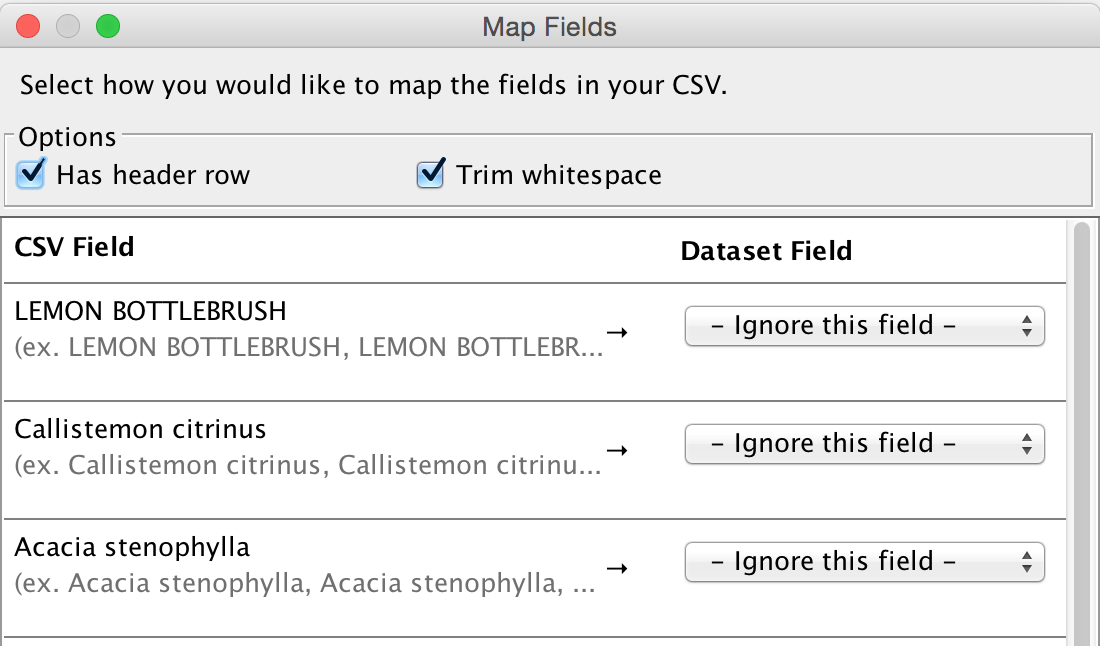 Map Fields
Select how you would like to map the fields in your CSV.
Options
Has header row
Trim whitespace
CSV Field
Dataset Field
LEMON BOTTLEBRUSH
(ex. LEMON BOTTLEBRUSH, LEMON BOTTLEBR...
→
– Ignore this field –
Callistemon citrinus
(ex. Callistemon citrinus, Callistemon citrinu...
→
– Ignore this field –
Acacia stenophylla
(ex. Acacia stenophylla, Acacia stenophylla, ...
→
– Ignore this field –